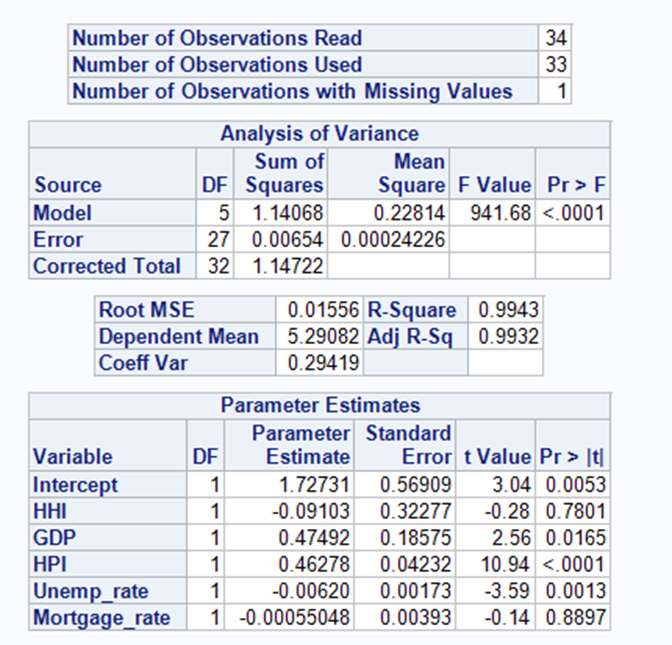 Number of Observations Read 34
Number of Observations Used 33
Number of Observations with Missing Values 1
Analysis of Variance
Source DF Sum of Squares Mean Square F Value Pr > F
Model 5 1.14068 0.22814 941.68 <.0001
Error 27 0.00654 0.00024226
Corrected Total 32 1.14722
Root MSE 0.01556 R-Square 0.9943
Dependent Mean 5.29082 Adj R-Sq 0.9932
Coeff Var 0.29419
Parameter Estimates
Variable DF Parameter Estimate Standard Error t Value Pr > |t|
Intercept 1 1.72731 0.56909 3.04 0.0053
HHI 1 -0.09103 0.32277 -0.28 0.7801
GDP 1 0.47492 0.18575 2.56 0.0165
HPI 1 0.46278 0.04232 10.94 <.0001
Unemp_rate 1 -0.00620 0.00173 -3.59 0.0013
Mortgage_rate 1 -0.00055048 0.00393 -0.14 0.8897